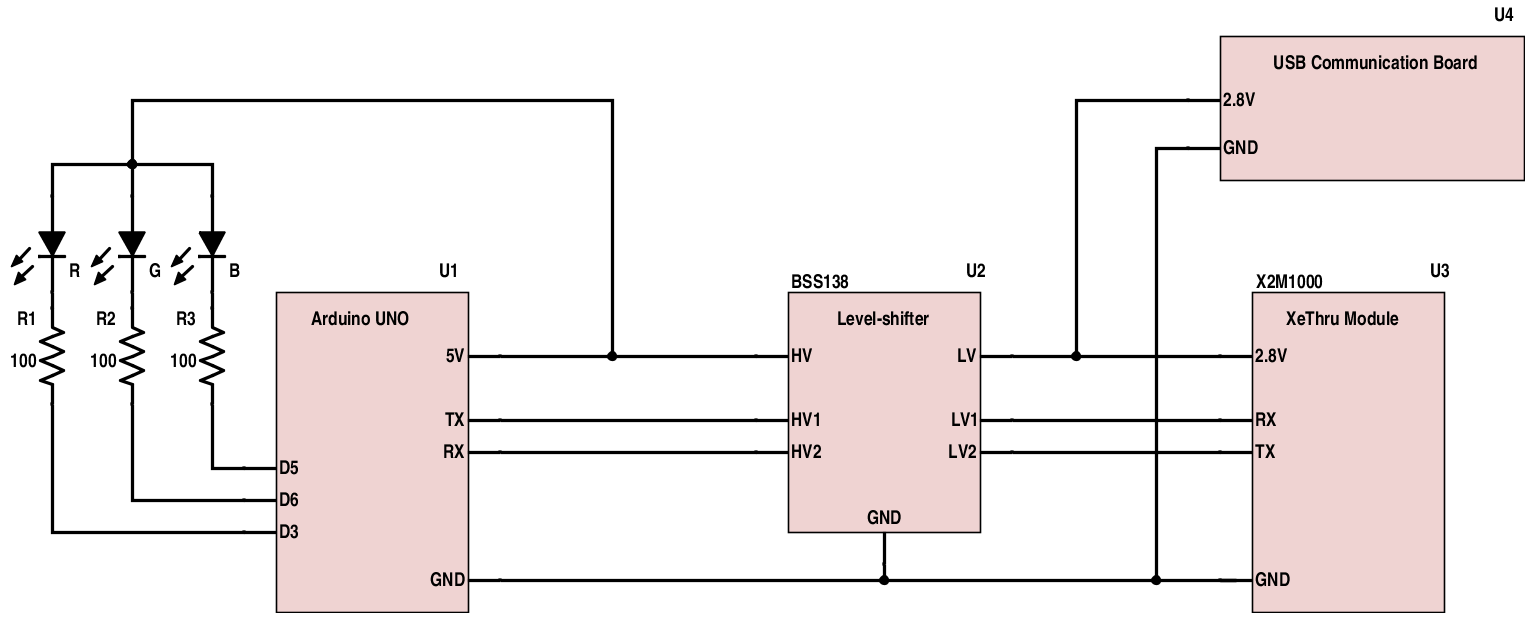 U4
USB Communication Board
2.8V
GND
R
G
B
R1
100
R2
100
R3
100
U1
Arduino UNO
5V
TX
RX
D5
D6
D3
GND
BSS138
U2
Level-shifter
HV
LV
HV1
LV1
HV2
LV2
GND
X2M1000
U3
XeThru Module
2.8V
RX
TX
GND